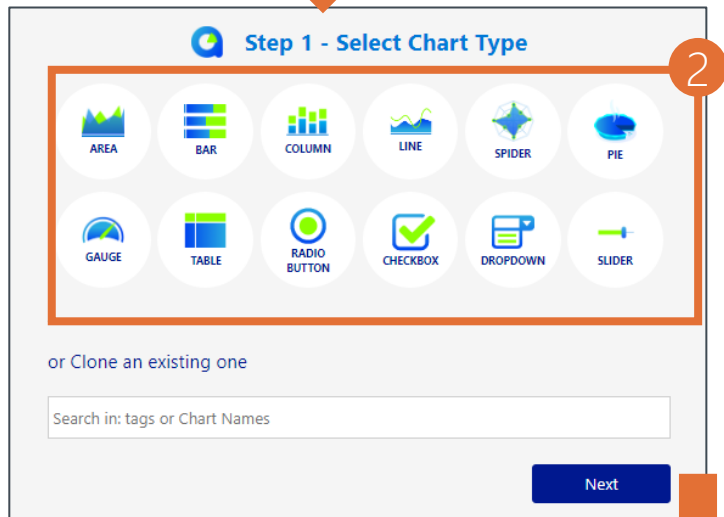 Step 1 - Select Chart Type
2
AREA
BAR
COLUMN
LINE
SPIDER
PIE
GAUGE
TABLE
RADIO
BUTTON
CHECKBOX
DROPDOWN
SLIDER
or Clone an existing one
Search in: tags or Chart Names
Next